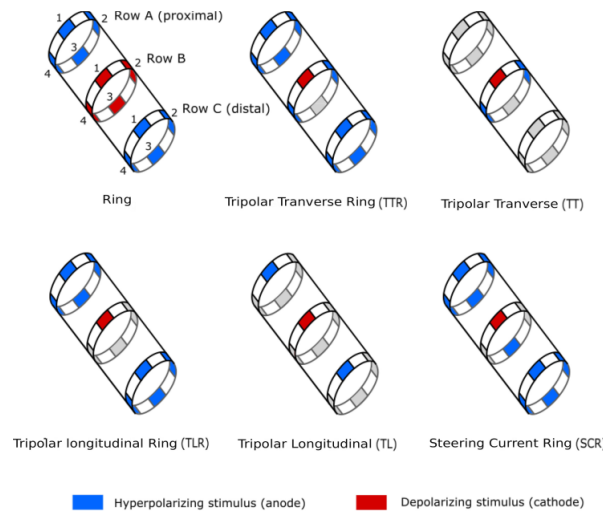 1
2
Row A (proximal)
3
4
1
2
Row B
3
4
1
2
Row C (distal)
3
4
Ring
Tripolar Tranverse Ring (TTR)
Tripolar Tranverse (TT)
Tripolar longitudinal Ring (TLR)
Tripolar Longitudinal (TL)
Steering Current Ring (SCR)
Hyperpolarizing stimulus (anode)
Depolarizing stimulus (cathode)